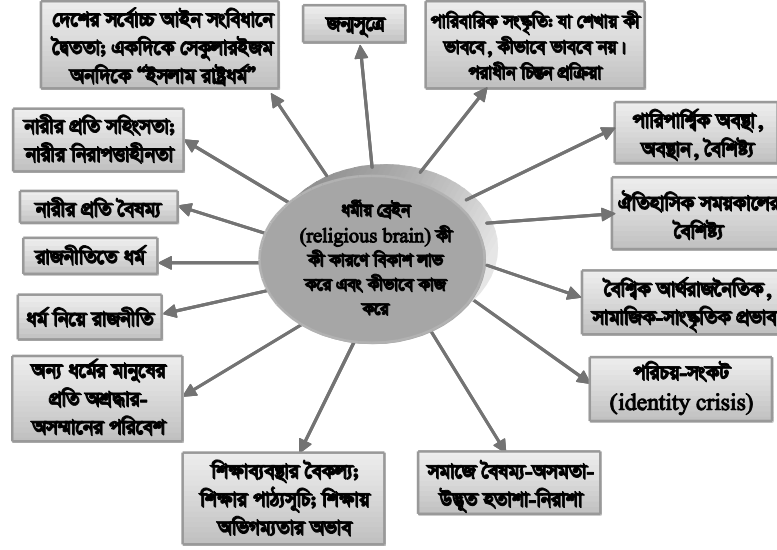 দেশের সর্বোচ্চ আইন সংবিধানে
দ্বৈততা; একদিকে সেকুলারইজম
অনদিকে “ইসলাম রাষ্ট্রধর্ম”
জন্মসূত্রে
পারিবারিক সংষ্কৃতি: যা শেখায় কী
ভাববে, কীভাবে ভাববে নয়।
পরাধীন চিন্তন প্রক্রিয়া
নারীর প্রতি সহিংসতা;
নারীর নিরাপত্তাহীনতা
পারিপার্শ্বিক অবস্থা,
অবস্থান, বৈশিষ্ট্য
নারীর প্রতি বৈষম্য
ঐতিহাসিক সময়কালের
বৈশিষ্ট্য
ধর্মীয় ব্রেইন
(religious brain) কী
কী কারণে বিকাশ লাভ
করে এবং কীভাবে কাজ
করে
রাজনীতিতে ধর্ম
ধর্ম নিয়ে রাজনীতি
বৈশ্বিক আর্থরাজনৈতিক,
সামাজিক-সাংস্কৃতিক প্রভাব
অন্য ধর্মের মানুষের
প্রতি অশ্রদ্ধার-
অসম্মানের পরিবেশ
পরিচয়-সংকট
(identity crisis)
শিক্ষাব্যবস্থার বৈকল্য;
শিক্ষার পাঠ্যসূচি; শিক্ষায়
অভিগম্যতার অভাব
সমাজে বৈষম্য-অসমতা-
উদ্ভূত হতাশা-নিরাশা